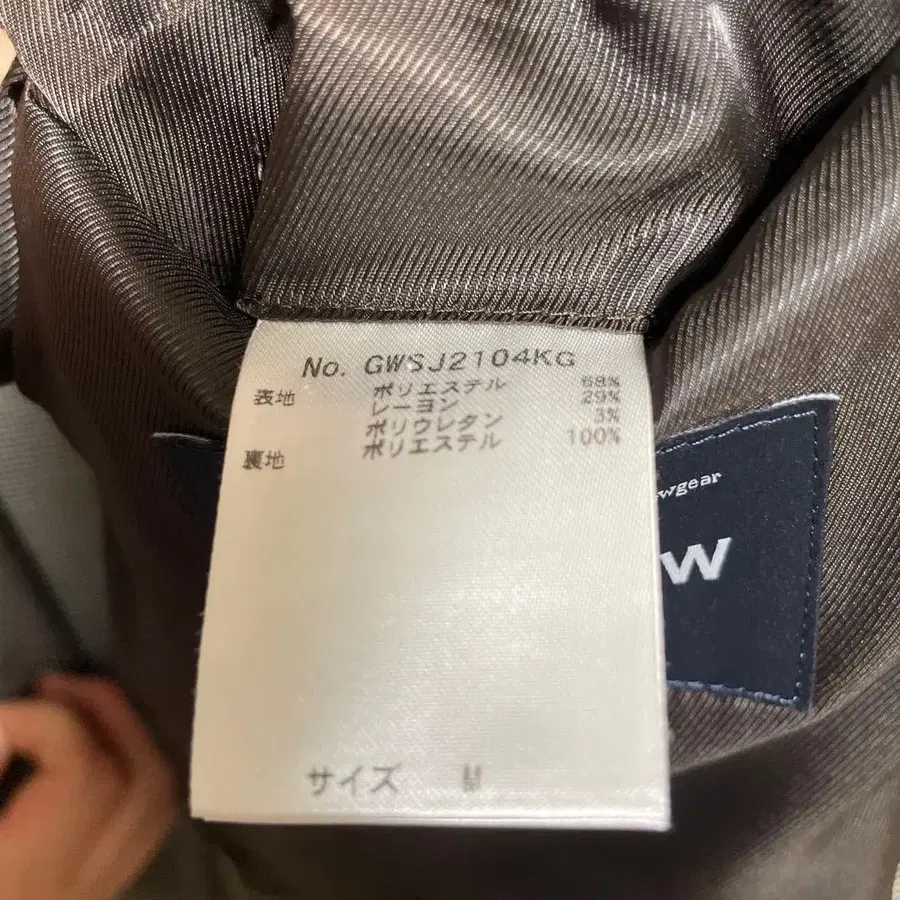 No. GWSJ2104KG
表地 ポリエステル 68%
レーヨン 29%
ポリウレタン 3%
裏地 ポリエステル 100%
サイズ M
wgear
W